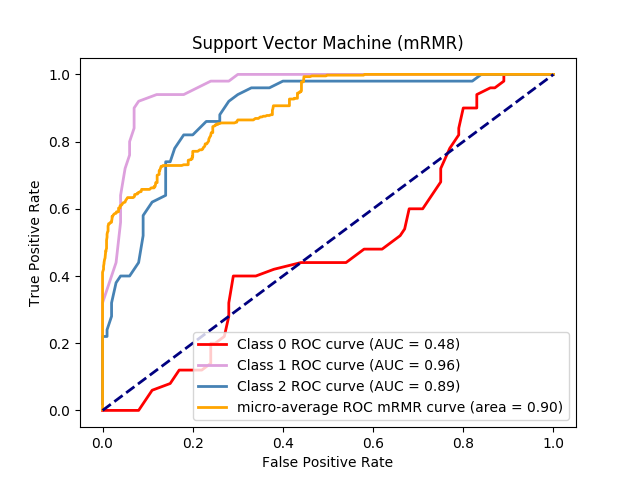 Support Vector Machine (mRMR)
True Positive Rate
1.0
0.8
0.6
0.4
0.2
0.0
Class 0 ROC curve (AUC = 0.48)
Class 1 ROC curve (AUC = 0.96)
Class 2 ROC curve (AUC = 0.89)
micro-average ROC mRMR curve (area = 0.90)
0.0 0.2 0.4 0.6 0.8 1.0
False Positive Rate